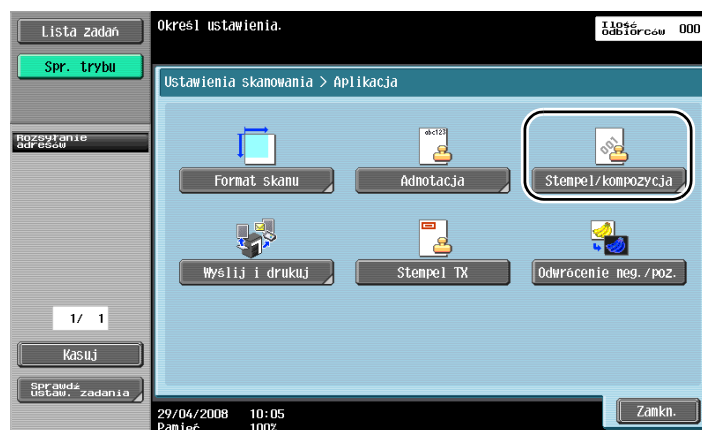 Lista zadań
Określ ustawienia.
Ilość
odbiorców 000
Spr. trybu
Ustawienia skanowania > Aplikacja
Rozsyłanie
adresów
abc123
001
Format skanu
Adnotacja
Stempel/kompozycja
Wyślij i drukuj
Stempel TX
Odwrócenie neg./poz.
1/ 1
Kasuj
Sprawdź
ustaw. zadania
Zamkn.
29/04/2008 10:05
Pamięć 100%